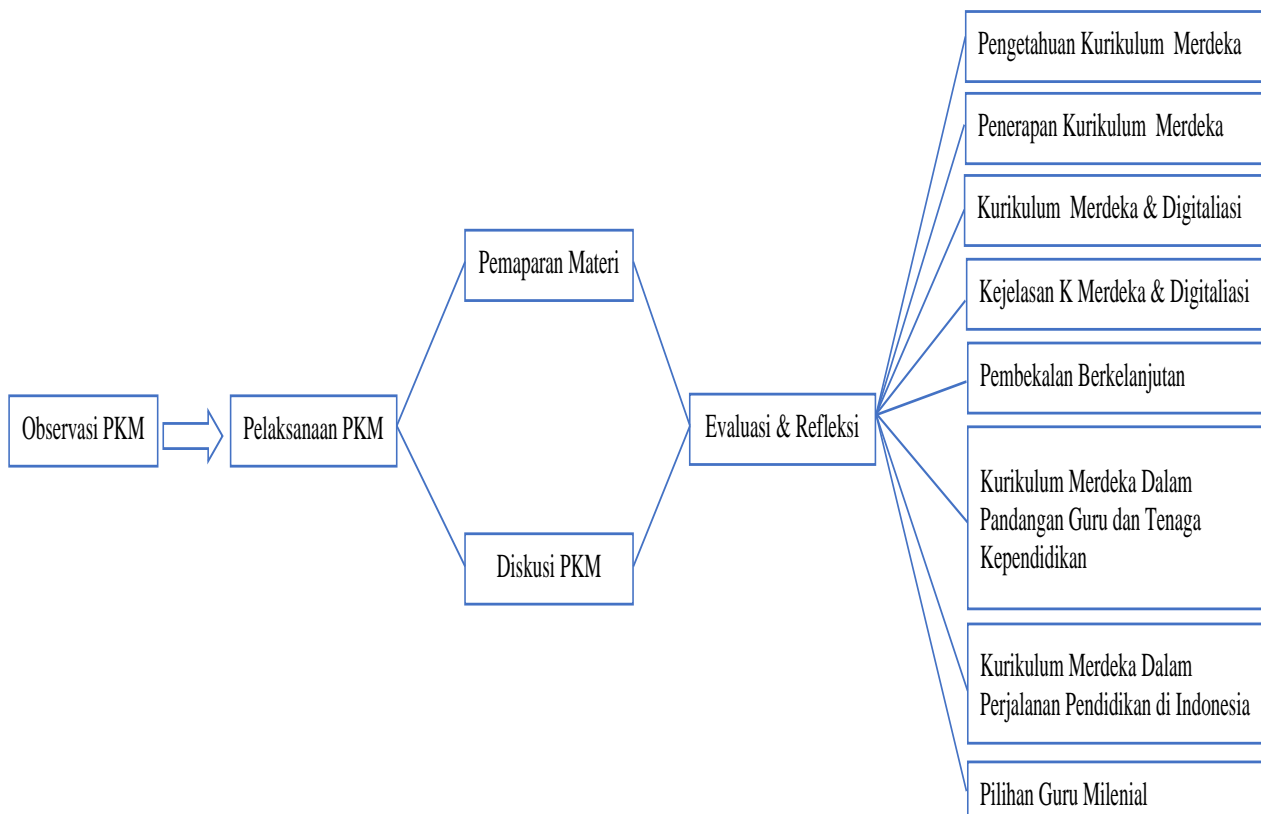 Observasi PKM
Pelaksanaan PKM
Pemaparan Materi
Diskusi PKM
Evaluasi & Refleksi
Pengetahuan Kurikulum Merdeka
Penerapan Kurikulum Merdeka
Kurikulum Merdeka & Digitaliasi
Kejelasan K Merdeka & Digitaliasi
Pembekalan Berkelanjutan
Kurikulum Merdeka Dalam
Pandangan Guru dan Tenaga
Kependidikan
Kurikulum Merdeka Dalam
Perjalanan Pendidikan di Indonesia
Pilihan Guru Milenial